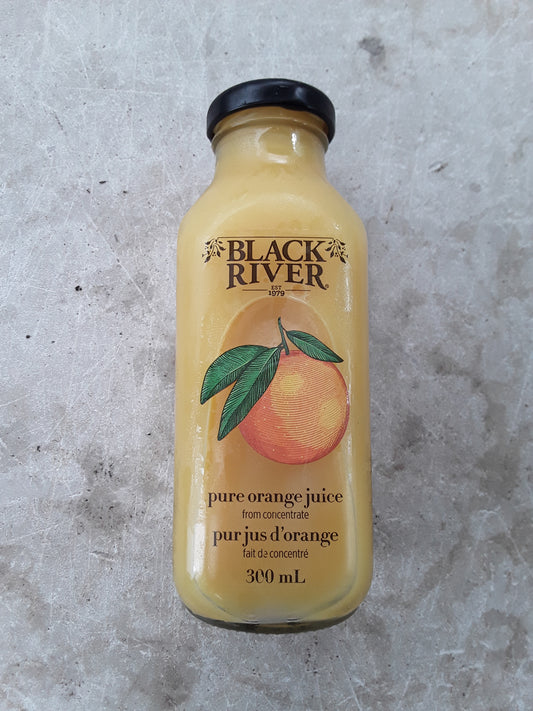 BLACK
RIVER®
EST
1979
pure orange juice
from concentrate
pur jus d'orange
fait de concentré
300 mL